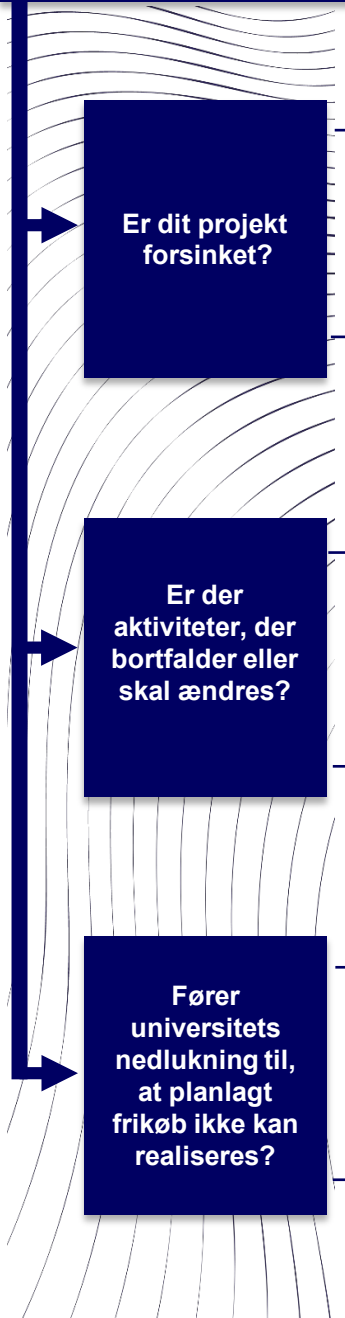 Er dit projekt
forsinket?
Er der
aktiviteter, der
bortfalder eller
skal ændres?
Fører
universitets
nedlukning til,
at planlagt
frikøb ikke kan
realiseres?